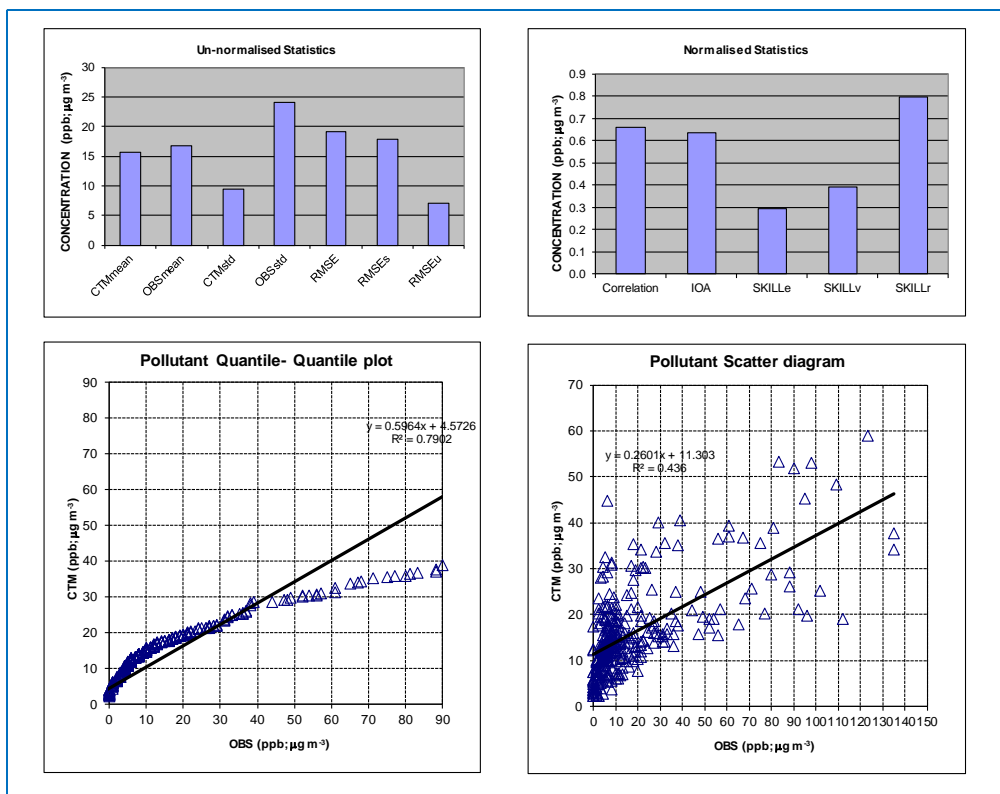 Un-normalised Statistics
30
25
20
15
10
5
0
CONCENTRATION (ppb;µg m-3)
CTMmean
OBSmean
CTMstd
OBSstd
RMSE
RMSEs
RMSEu
Normalised Statistics
0.9
0.8
0.7
0.6
0.5
0.4
0.3
0.2
0.1
0.0
CONCENTRATION (ppb;µg m-3)
Correlation IOA SKILLe SKILLv SKILLr
Pollutant Quantile- Quantile plot
90
80
70
60
50
40
30
20
10
0
CTM (ppb;µg m-3)
y = 0.5964x + 4.5726
R² = 0.7902
0 10 20 30 40 50 60 70 80 90
OBS (ppb;µg m-3)
Pollutant Scatter diagram
70
60
50
40
30
20
10
0
CTM (ppb;µg m-3)
y = 0.2601x + 11.303
R² = 0.436
0 10 20 30 40 50 60 70 80 90 100 110 120 130 140 150
OBS (ppb;µg m-3)